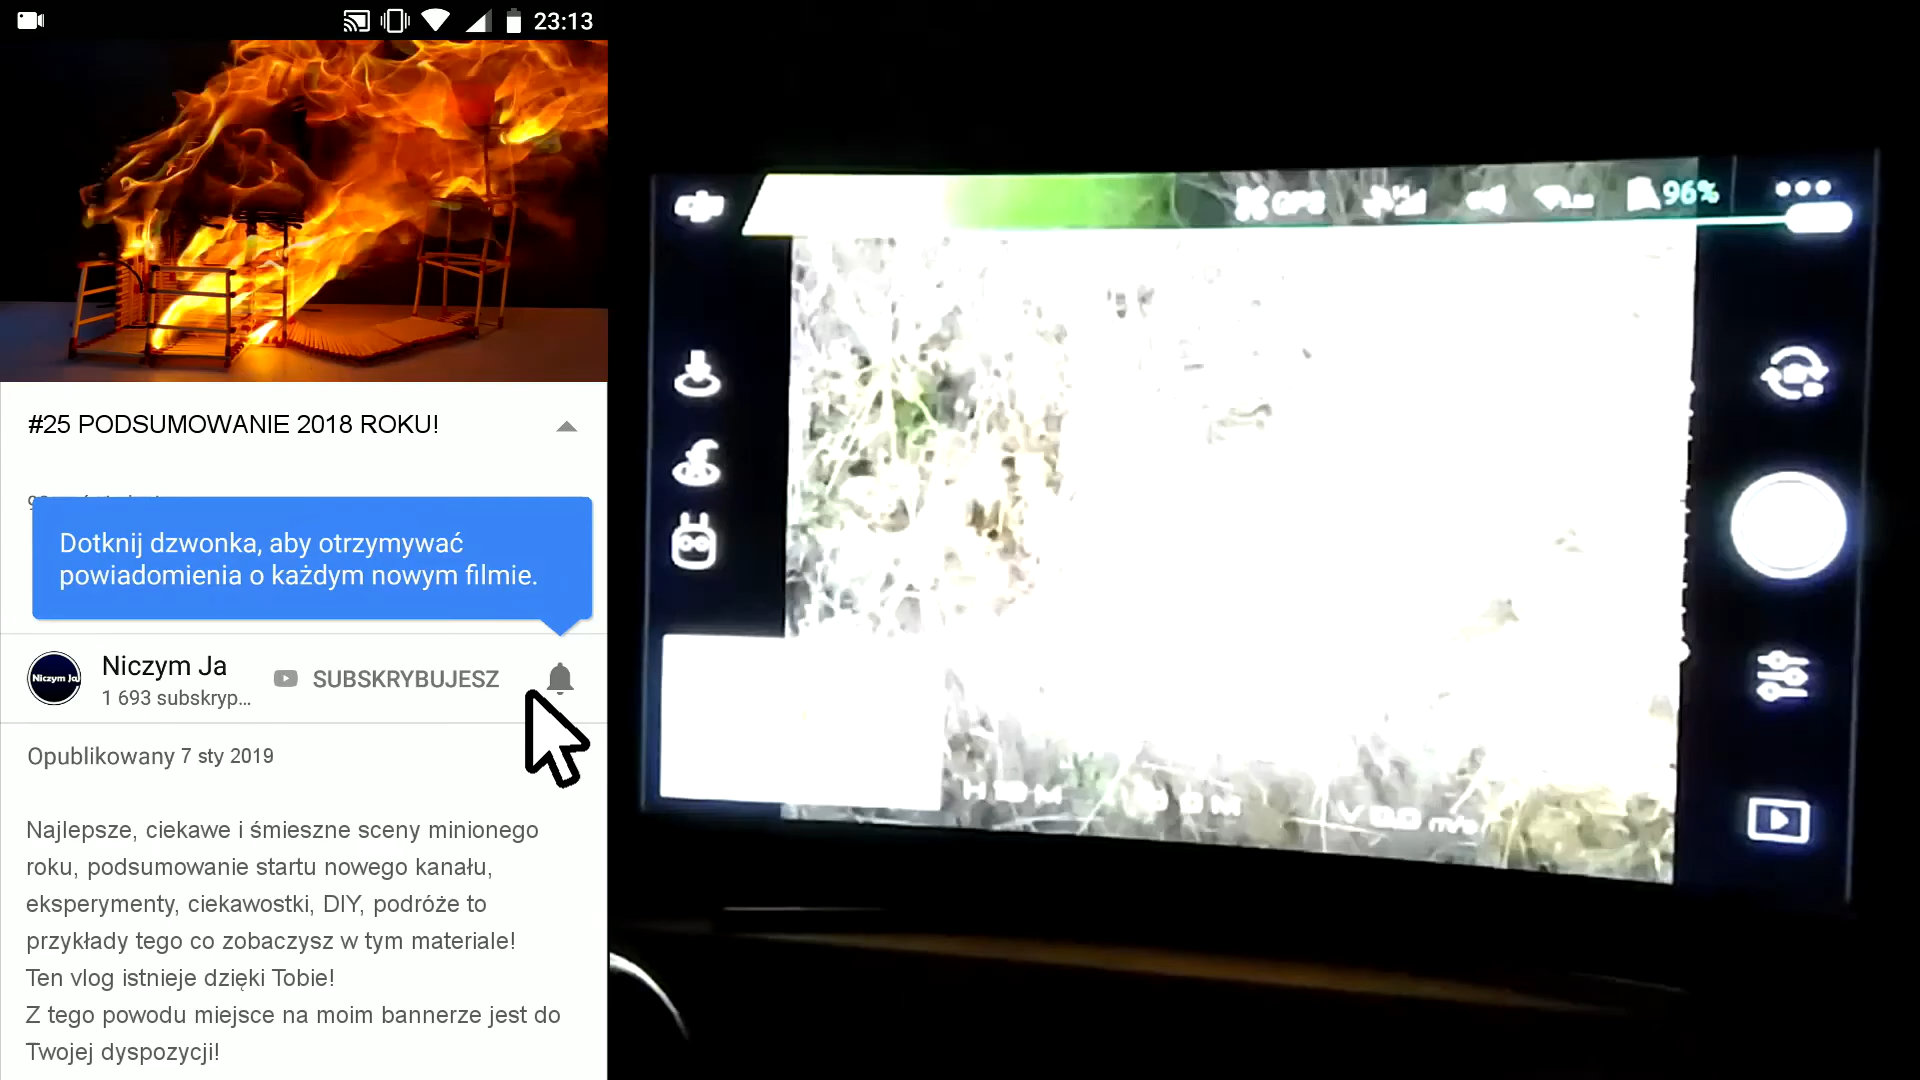 23:13
#25 PODSUMOWANIE 2018 ROKU!
Dotknij dzwonka, aby otrzymywać
powiadomienia o każdym nowym filmie.
Niczym Ja
Niczym Ja
1 693 subskryp...
SUBSKRYBUJESZ
Opublikowany 7 sty 2019
Najlepsze, ciekawe i śmieszne sceny minionego
roku, podsumowanie startu nowego kanału,
eksperymenty, ciekawostki, DIY, podróże to
przykłady tego co zobaczysz w tym materiale!
Ten vlog istnieje dzięki Tobie!
Z tego powodu miejsce na moim bannerze jest do
Twojej dyspozycji!
GPS
96%
m/s